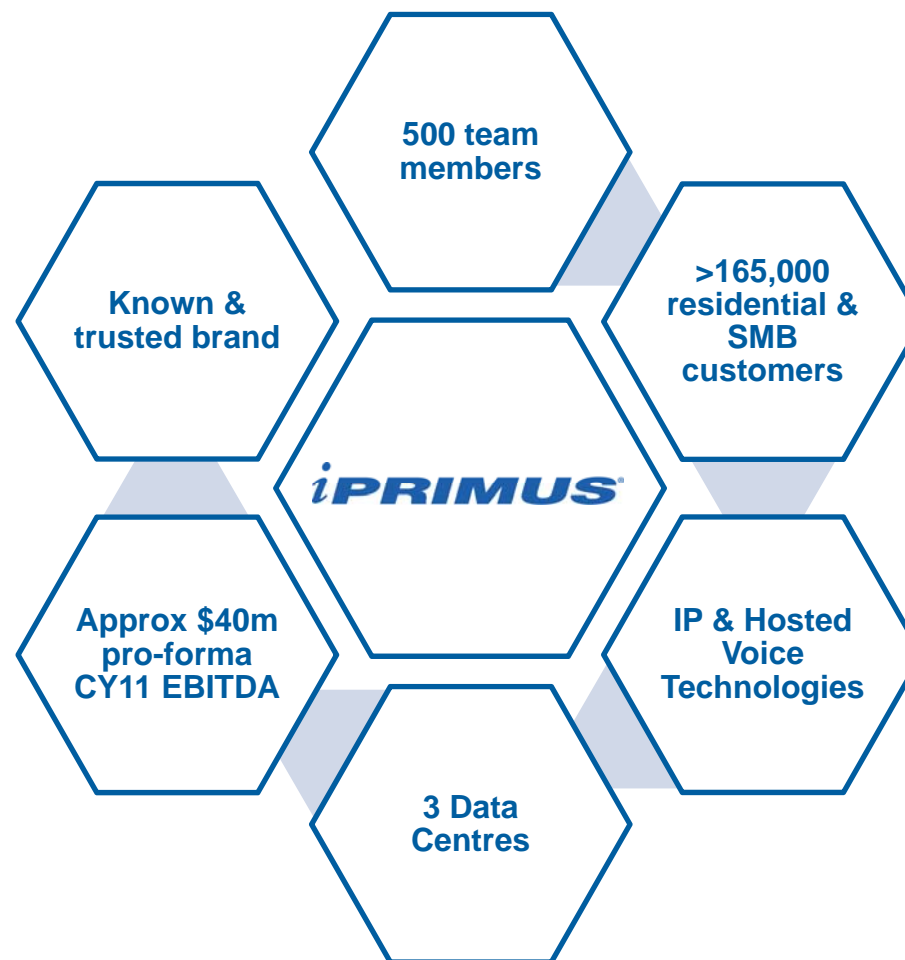 500 team
members
>165,000
residential &
SMB
customers
Known &
trusted brand
iPRIMUS
Approx $40m
pro-forma
CY11 EBITDA
IP & Hosted
Voice
Technologies
3 Data
Centres